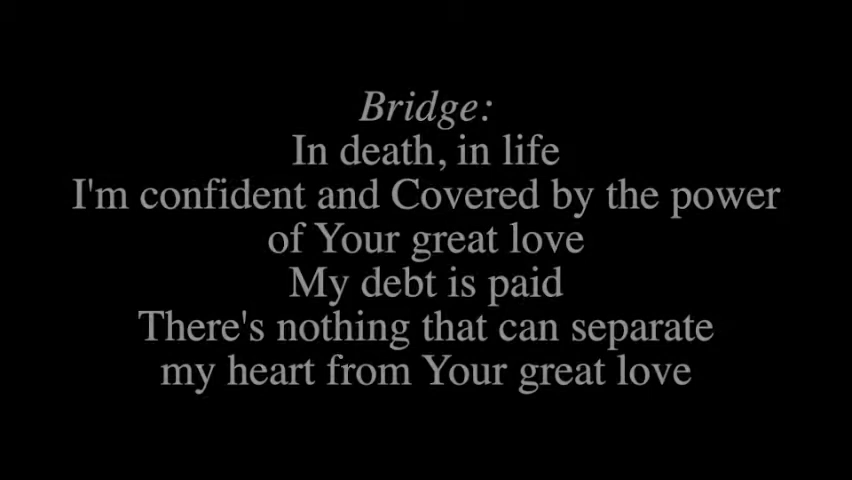 Bridge:
In death, in life
I'm confident and Covered by the power
of Your great love
My debt is paid
There's nothing that can separate
my heart from Your great love